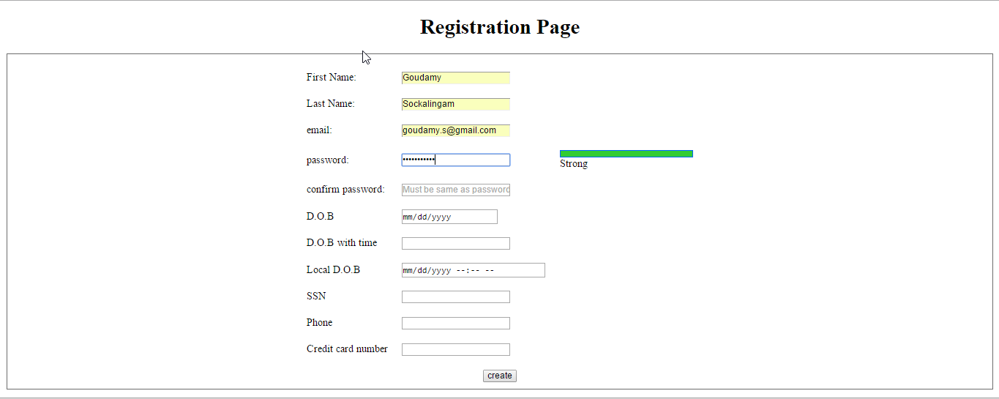 Registration Page
First Name: Goudamy
Last Name: Sockalingam
email: goudamy.s@gmail.com
password: •••••••••••
Strong
confirm password: Must be same as password
D.O.B mm/dd/yyyy
D.O.B with time
Local D.O.B mm/dd/yyyy --:-- --
SSN
Phone
Credit card number
create